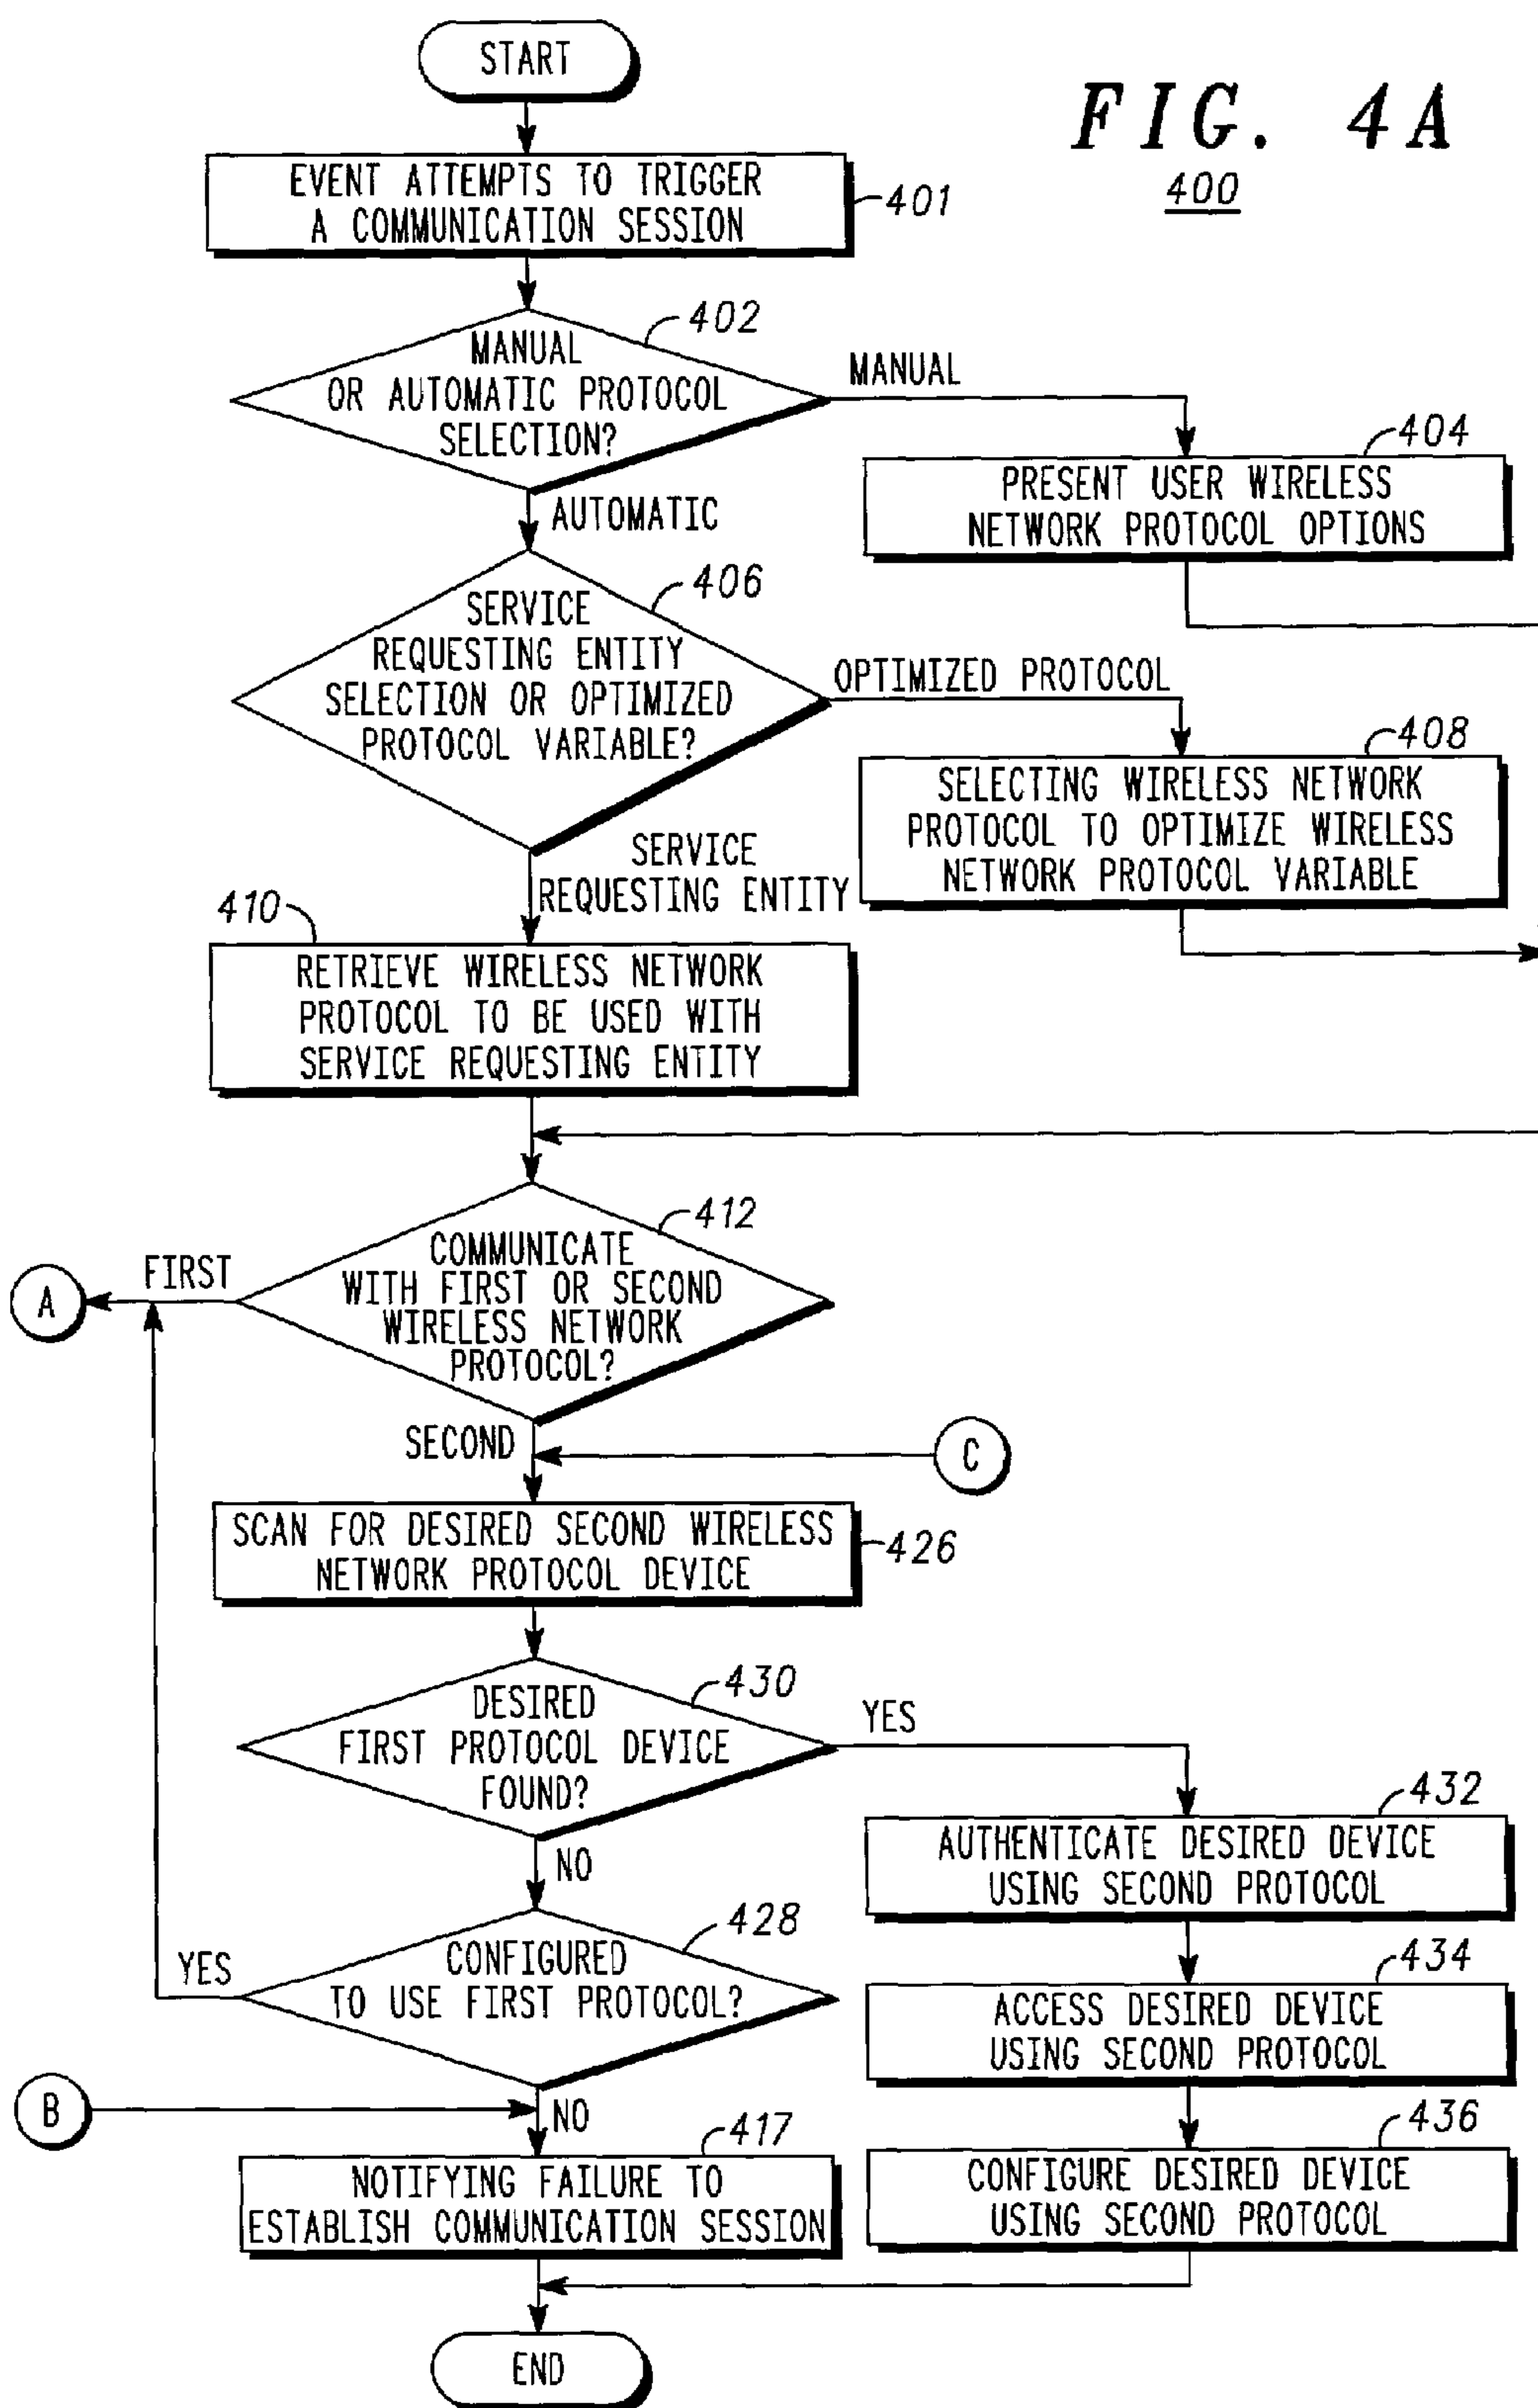 START
FIG. 4A
400
EVENT ATTEMPTS TO TRIGGER
A COMMUNICATION SESSION
401
402
MANUAL
OR AUTOMATIC PROTOCOL
SELECTION?
MANUAL
AUTOMATIC
404
PRESENT USER WIRELESS
NETWORK PROTOCOL OPTIONS
406
SERVICE
REQUESTING ENTITY
SELECTION OR OPTIMIZED
PROTOCOL VARIABLE?
OPTIMIZED PROTOCOL
408
SELECTING WIRELESS NETWORK
PROTOCOL TO OPTIMIZE WIRELESS
NETWORK PROTOCOL VARIABLE
SERVICE
REQUESTING ENTITY
410
RETRIEVE WIRELESS NETWORK
PROTOCOL TO BE USED WITH
SERVICE REQUESTING ENTITY
412
COMMUNICATE
WITH FIRST OR SECOND
WIRELESS NETWORK
PROTOCOL?
FIRST
A
SECOND
C
SCAN FOR DESIRED SECOND WIRELESS
NETWORK PROTOCOL DEVICE
426
430
DESIRED
FIRST PROTOCOL DEVICE
FOUND?
YES
NO
432
AUTHENTICATE DESIRED DEVICE
USING SECOND PROTOCOL
428
CONFIGURED
TO USE FIRST PROTOCOL?
YES
434
ACCESS DESIRED DEVICE
USING SECOND PROTOCOL
B
NO
417
NOTIFYING FAILURE TO
ESTABLISH COMMUNICATION SESSION
436
CONFIGURE DESIRED DEVICE
USING SECOND PROTOCOL
END